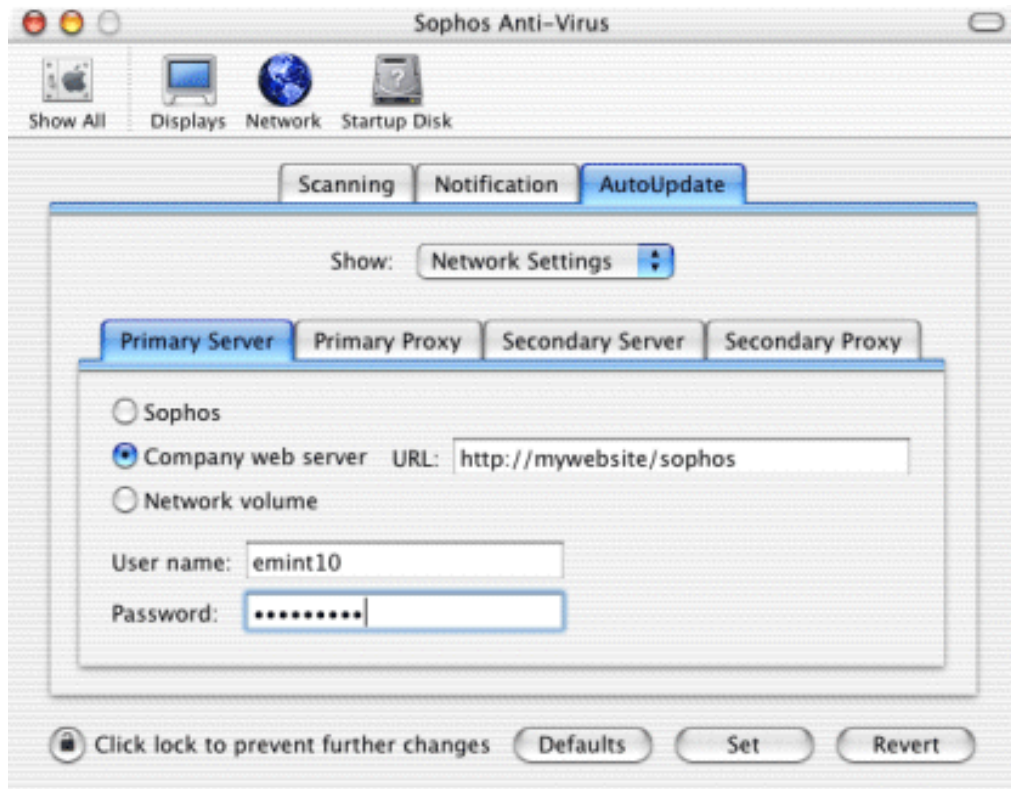 Sophos Anti-Virus
Show All Displays Network Startup Disk
Scanning Notification AutoUpdate
Show: Network Settings
Primary Server Primary Proxy Secondary Server Secondary Proxy
Sophos
Company web server URL: http://mywebsite/sophos
Network volume
User name: emint10
Password: •••••••••
Click lock to prevent further changes Defaults Set Revert